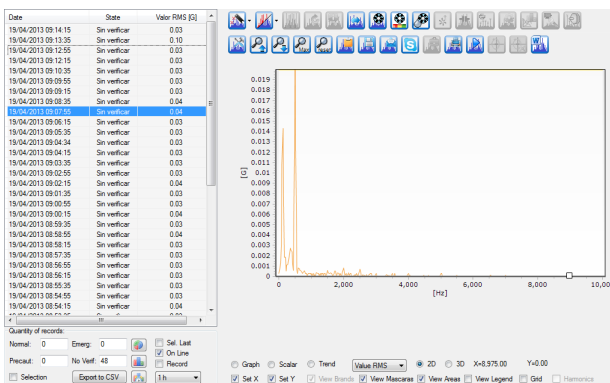 Date State Valor RMS [G]
19/04/2013 09:14:15 Sin verificar 0.03
19/04/2013 09:13:35 Sin verificar 0.10
19/04/2013 09:12:55 Sin verificar 0.03
19/04/2013 09:12:15 Sin verificar 0.03
19/04/2013 09:10:35 Sin verificar 0.03
19/04/2013 09:09:55 Sin verificar 0.03
19/04/2013 09:09:15 Sin verificar 0.03
19/04/2013 09:08:35 Sin verificar 0.04
19/04/2013 09:07:55 Sin verificar 0.04
19/04/2013 09:06:15 Sin verificar 0.03
19/04/2013 09:05:35 Sin verificar 0.03
19/04/2013 09:04:34 Sin verificar 0.03
19/04/2013 09:04:15 Sin verificar 0.04
19/04/2013 09:03:35 Sin verificar 0.03
19/04/2013 09:02:55 Sin verificar 0.03
19/04/2013 09:02:15 Sin verificar 0.04
19/04/2013 09:01:35 Sin verificar 0.03
19/04/2013 09:00:55 Sin verificar 0.03
19/04/2013 09:00:15 Sin verificar 0.04
19/04/2013 08:59:35 Sin verificar 0.03
19/04/2013 08:58:55 Sin verificar 0.04
19/04/2013 08:58:15 Sin verificar 0.03
19/04/2013 08:57:35 Sin verificar 0.03
19/04/2013 08:56:55 Sin verificar 0.03
19/04/2013 08:56:15 Sin verificar 0.03
19/04/2013 08:55:35 Sin verificar 0.03
19/04/2013 08:54:55 Sin verificar 0.03
19/04/2013 08:54:15 Sin verificar 0.04
Quantity of records:
Normal: 0 Emerg: 0 Sel. Last
On Line
Precaut: 0 No Verif: 48 Record
Selection Export to CSV 1 h
0.019
0.018
0.017
0.016
0.015
0.014
0.013
0.012
0.011
0.01
0.009
0.008
0.007
0.006
0.005
0.004
0.003
0.002
0.001
0
[G]
0 2,000 4,000 6,000 8,000 10,00
[Hz]
Graph Scalar Trend Value RMS 2D 3D X=8,975.00 Y=0.00
Set X Set Y View Brands View Mascaras View Areas View Legend Grid Harmonics